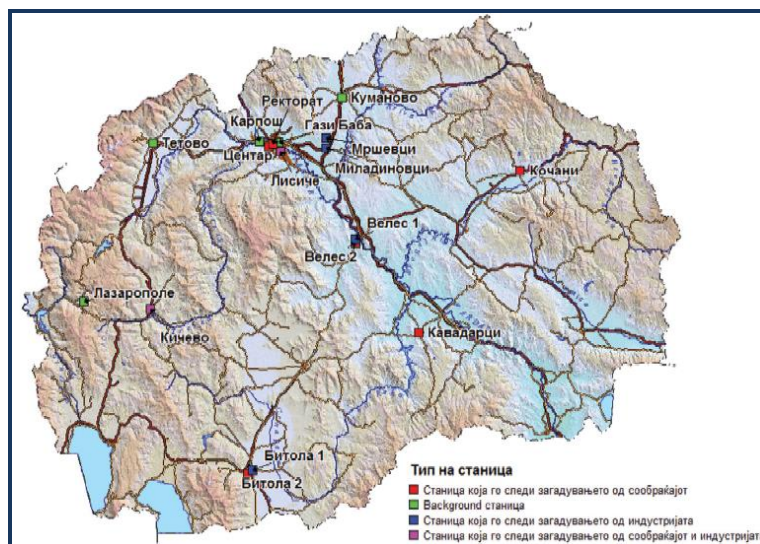 Ректорат
Куманово
Карпош
Гази Баба
Тетово
Мршевци
Центар
Миладиновци
Кочани
Лисиче
Велес 1
Велес 2
Лазарополе
Кичево
Кавадарци
Битола 1
Битола 2
Тип на станица
Станица која го следи загадувањето од сообраќајот
Background станица
Станица која го следи загадувањето од индустријата
Станица која го следи загадувањето од сообраќајот и индустријат